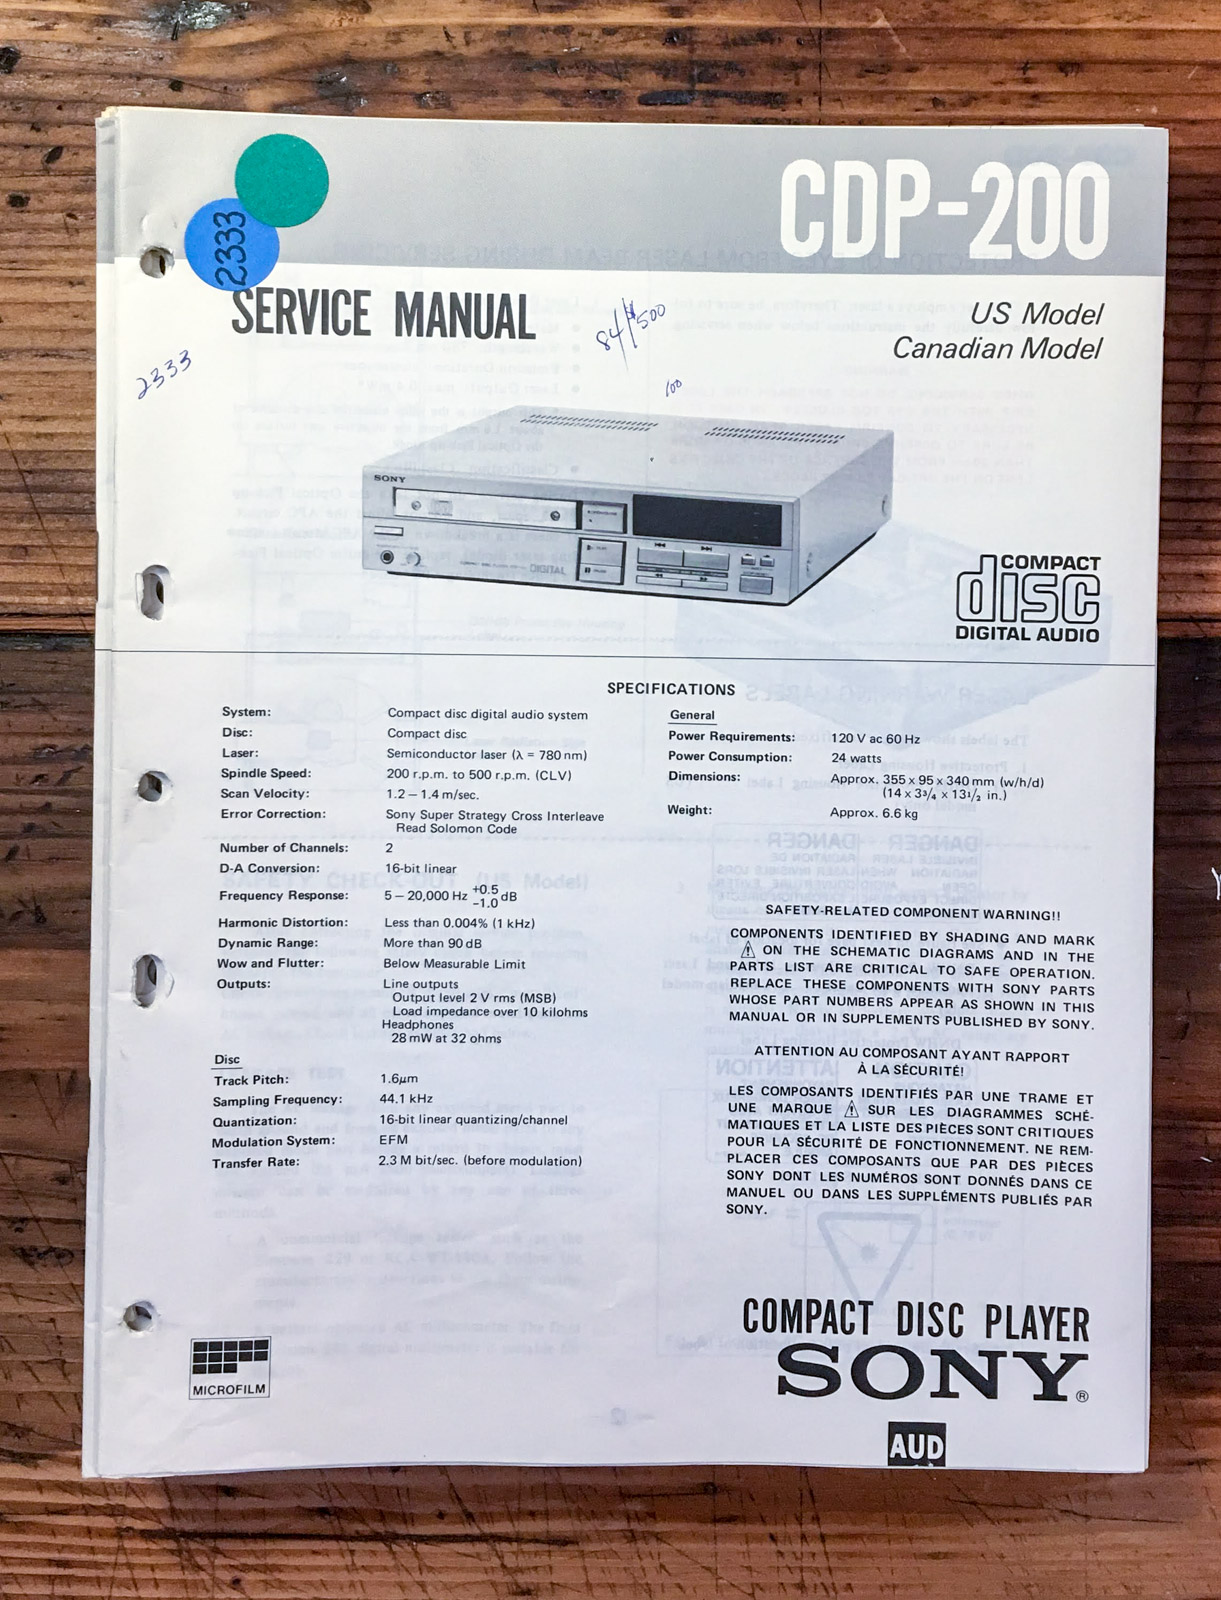 CDP-200
2333
SERVICE MANUAL
US Model
Canadian Model
84/$500
2333
100
SONY
DIGITAL
COMPACT
disc
DIGITAL AUDIO
SPECIFICATIONS
System: Compact disc digital audio system
Disc: Compact disc
Laser: Semiconductor laser (λ = 780 nm)
Spindle Speed: 200 r.p.m. to 500 r.p.m. (CLV)
Scan Velocity: 1.2 – 1.4 m/sec.
Error Correction: Sony Super Strategy Cross Interleave
Read Solomon Code
Number of Channels: 2
D-A Conversion: 16-bit linear
Frequency Response: 5 – 20,000 Hz +0.5 −1.0 dB
Harmonic Distortion: Less than 0.004% (1 kHz)
Dynamic Range: More than 90 dB
Wow and Flutter: Below Measurable Limit
Outputs: Line outputs
Output level 2 V rms (MSB)
Load impedance over 10 kilohms
Headphones
28 mW at 32 ohms
Disc
Track Pitch: 1.6μm
Sampling Frequency: 44.1 kHz
Quantization: 16-bit linear quantizing/channel
Modulation System: EFM
Transfer Rate: 2.3 M bit/sec. (before modulation)
General
Power Requirements: 120 V ac 60 Hz
Power Consumption: 24 watts
Dimensions: Approx. 355 x 95 x 340 mm (w/h/d)
(14 x 3 3/4 x 13 1/2 in.)
Weight: Approx. 6.6 kg
SAFETY-RELATED COMPONENT WARNING!!
COMPONENTS IDENTIFIED BY SHADING AND MARK
⚠ ON THE SCHEMATIC DIAGRAMS AND IN THE
PARTS LIST ARE CRITICAL TO SAFE OPERATION.
REPLACE THESE COMPONENTS WITH SONY PARTS
WHOSE PART NUMBERS APPEAR AS SHOWN IN THIS
MANUAL OR IN SUPPLEMENTS PUBLISHED BY SONY.
ATTENTION AU COMPOSANT AYANT RAPPORT
À LA SÉCURITÉ!
LES COMPOSANTS IDENTIFIÉS PAR UNE TRAME ET
UNE MARQUE ⚠ SUR LES DIAGRAMMES SCHÉ-
MATIQUES ET LA LISTE DES PIÈCES SONT CRITIQUES
POUR LA SÉCURITÉ DE FONCTIONNEMENT. NE REM-
PLACER CES COMPOSANTS QUE PAR DES PIÈCES
SONY DONT LES NUMÉROS SONT DONNÉS DANS CE
MANUEL OU DANS LES SUPPLÉMENTS PUBLIÉS PAR
SONY.
MICROFILM
COMPACT DISC PLAYER
SONY®
AUD